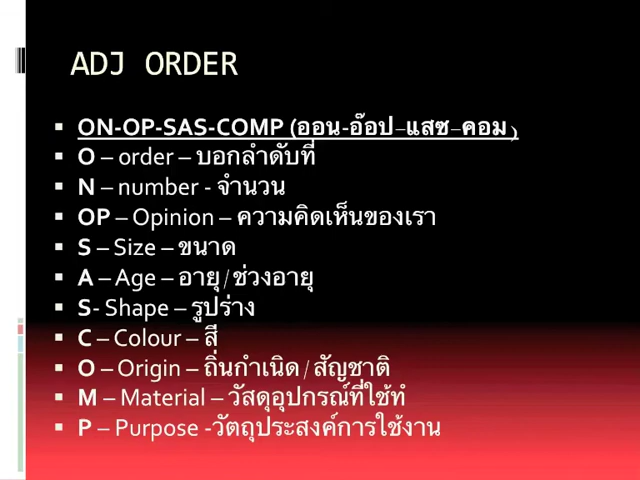 ADJ ORDER
ON-OP-SAS-COMP (ออน-อ๊อป–แสซ–คอม)
O – order – บอกลำดับที่
N – number - จำนวน
OP – Opinion – ความคิดเห็นของเรา
S – Size – ขนาด
A – Age – อายุ/ช่วงอายุ
S- Shape – รูปร่าง
C – Colour – สี
O – Origin – ถิ่นกำเนิด/สัญชาติ
M – Material – วัสดุอุปกรณ์ที่ใช้ทำ
P – Purpose -วัตถุประสงค์การใช้งาน